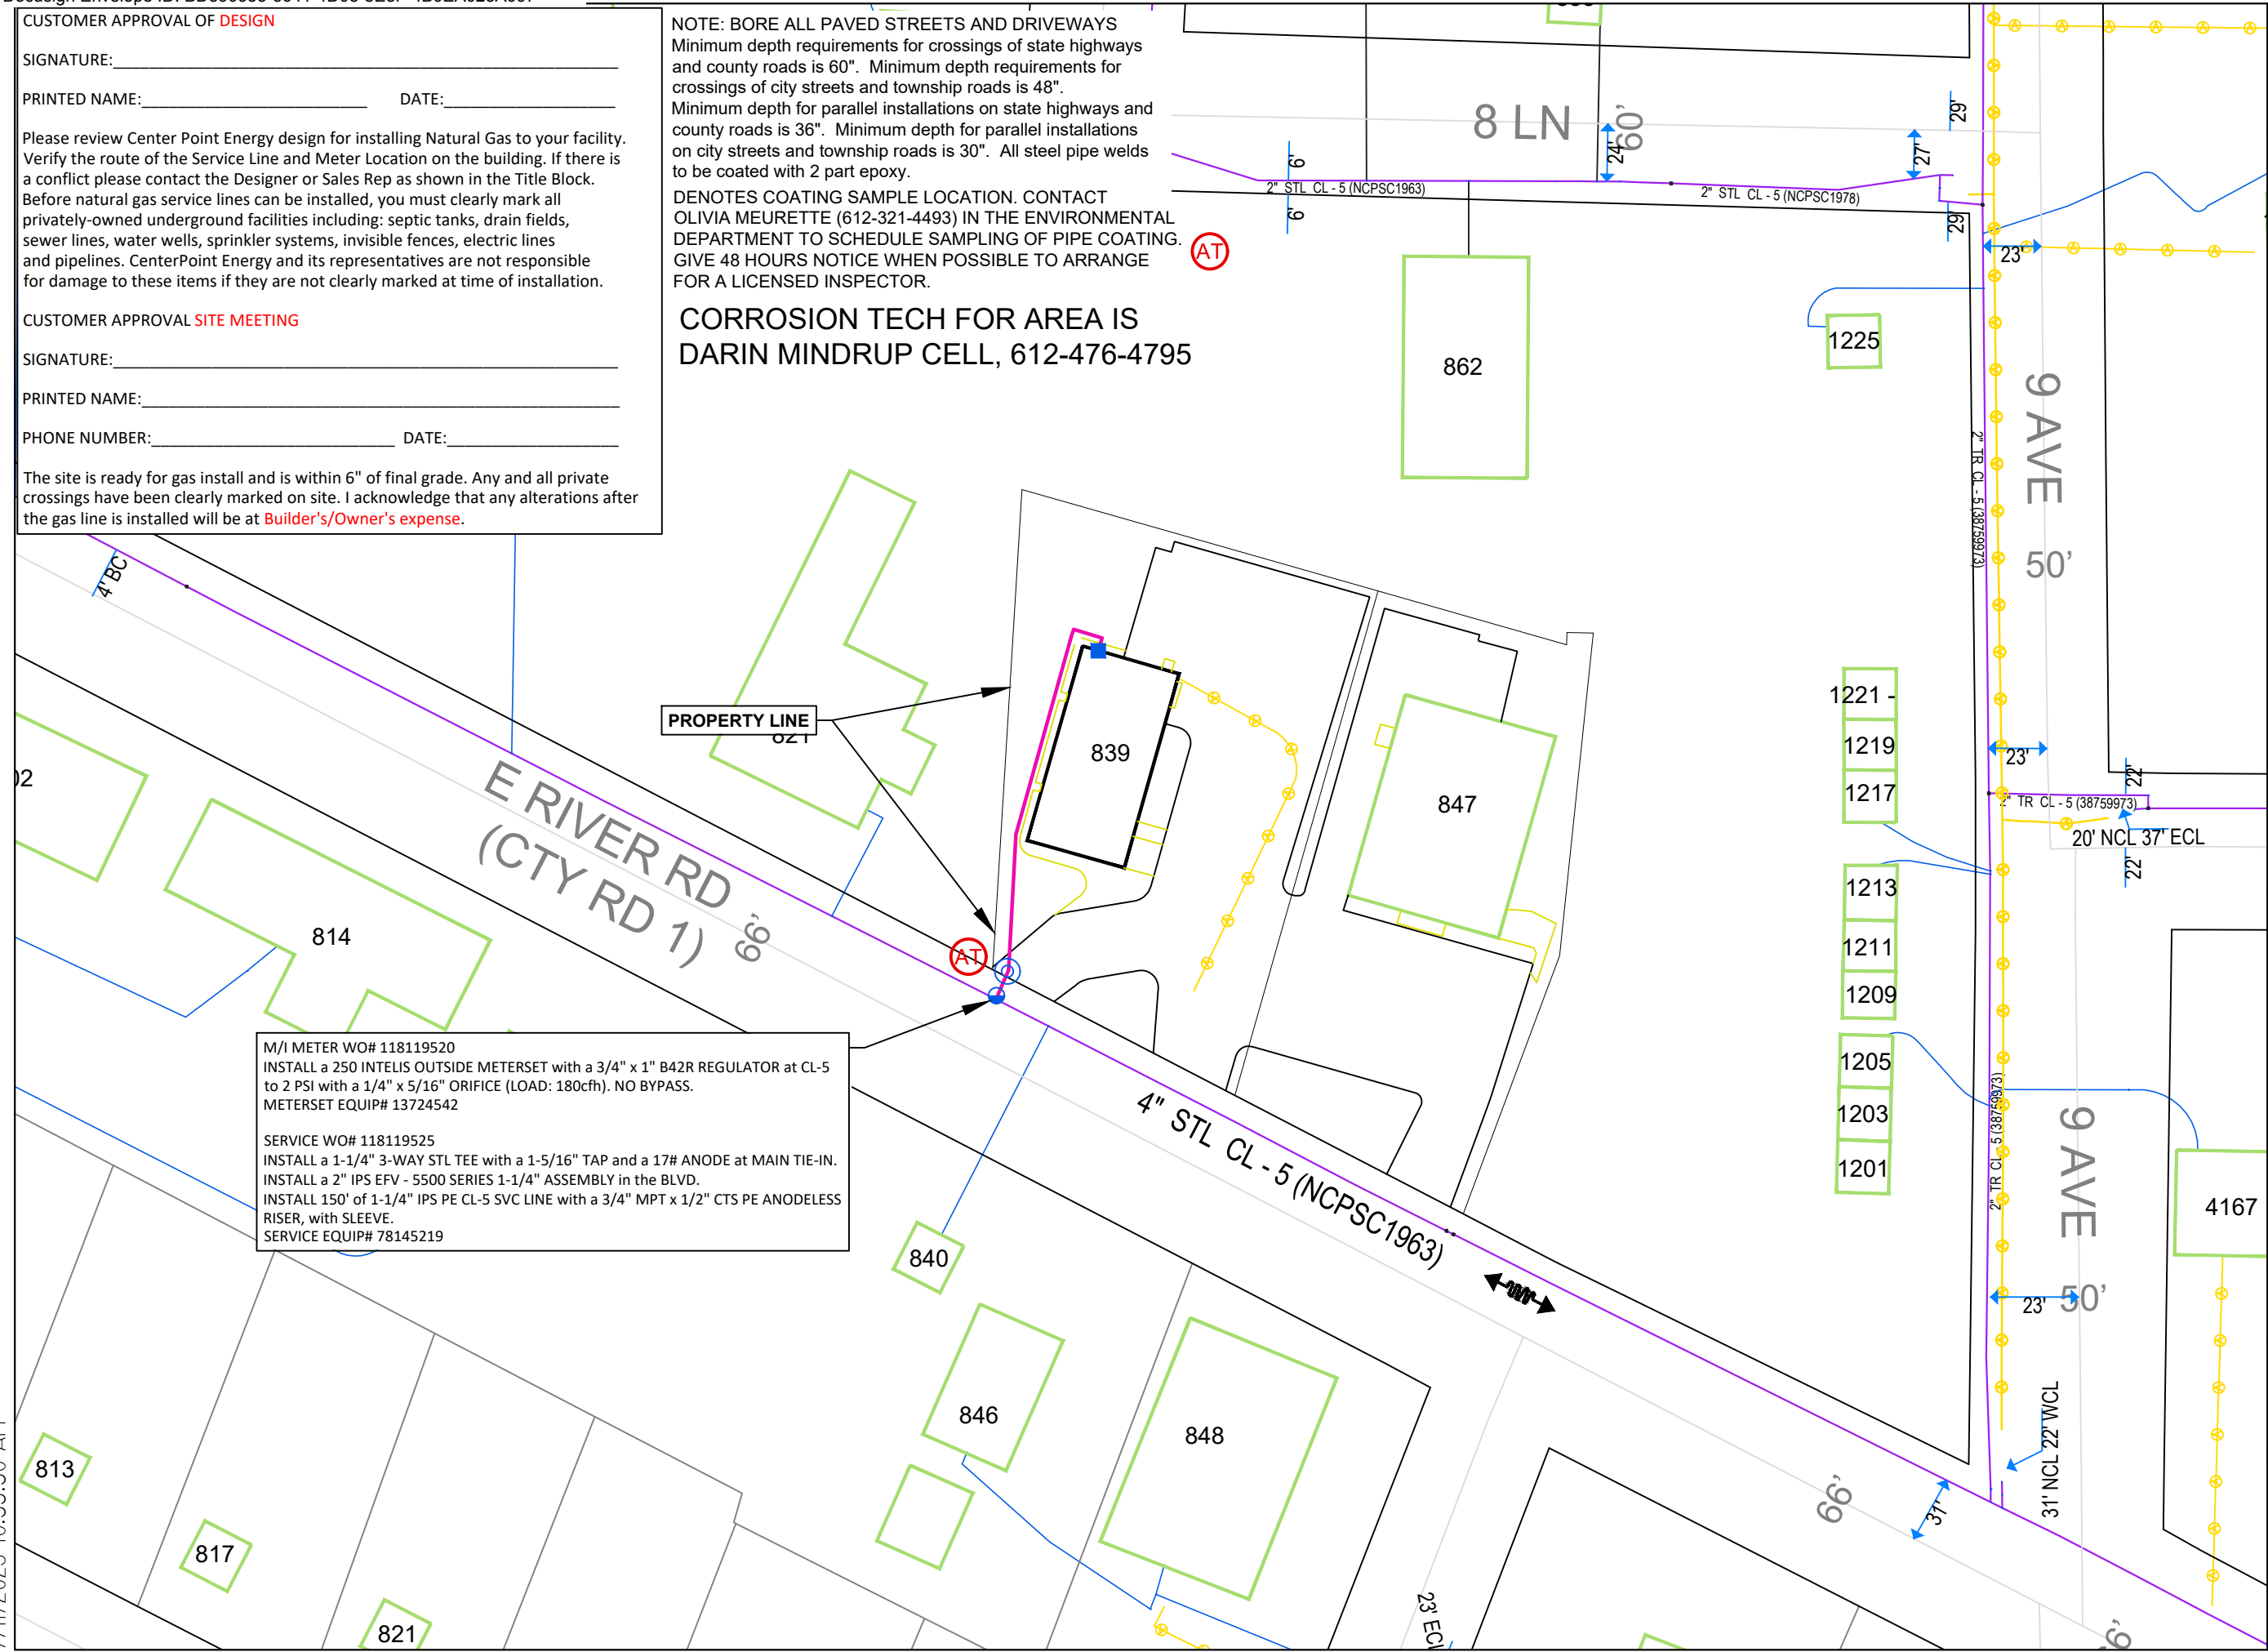 CUSTOMER APPROVAL OF DESIGN
SIGNATURE:
PRINTED NAME: DATE:
Please review Center Point Energy design for installing Natural Gas to your facility.
Verify the route of the Service Line and Meter Location on the building. If there is
a conflict please contact the Designer or Sales Rep as shown in the Title Block.
Before natural gas service lines can be installed, you must clearly mark all
privately-owned underground facilities including: septic tanks, drain fields,
sewer lines, water wells, sprinkler systems, invisible fences, electric lines
and pipelines. CenterPoint Energy and its representatives are not responsible
for damage to these items if they are not clearly marked at time of installation.
CUSTOMER APPROVAL SITE MEETING
SIGNATURE:
PRINTED NAME:
PHONE NUMBER: DATE:
The site is ready for gas install and is within 6" of final grade. Any and all private
crossings have been clearly marked on site. I acknowledge that any alterations after
the gas line is installed will be at Builder's/Owner's expense.
NOTE: BORE ALL PAVED STREETS AND DRIVEWAYS
Minimum depth requirements for crossings of state highways
and county roads is 60". Minimum depth requirements for
crossings of city streets and township roads is 48".
Minimum depth for parallel installations on state highways and
county roads is 36". Minimum depth for parallel installations
on city streets and township roads is 30". All steel pipe welds
to be coated with 2 part epoxy.
DENOTES COATING SAMPLE LOCATION. CONTACT
OLIVIA MEURETTE (612-321-4493) IN THE ENVIRONMENTAL
DEPARTMENT TO SCHEDULE SAMPLING OF PIPE COATING.
GIVE 48 HOURS NOTICE WHEN POSSIBLE TO ARRANGE
FOR A LICENSED INSPECTOR.
AT
CORROSION TECH FOR AREA IS
DARIN MINDRUP CELL, 612-476-4795
8 LN
60'
24'
27'
29'
29'
6'
6'
2" STL CL - 5 (NCPSC1963)
2" STL CL - 5 (NCPSC1978)
23'
862
1225
9 AVE
50'
2" TR CL - 5 (38759973)
4' BC
PROPERTY LINE
839
847
1221 -
1219
1217
23'
22'
2" TR CL - 5 (38759973)
20' NCL 37' ECL
22'
1213
1211
1209
1205
1203
1201
2" TR CL - 5 (38759973)
9 AVE
50'
23'
4167
E RIVER RD
(CTY RD 1)
66'
814
AT
M/I METER WO# 118119520
INSTALL a 250 INTELIS OUTSIDE METERSET with a 3/4" x 1" B42R REGULATOR at CL-5
to 2 PSI with a 1/4" x 5/16" ORIFICE (LOAD: 180cfh). NO BYPASS.
METERSET EQUIP# 13724542
SERVICE WO# 118119525
INSTALL a 1-1/4" 3-WAY STL TEE with a 1-5/16" TAP and a 17# ANODE at MAIN TIE-IN.
INSTALL a 2" IPS EFV - 5500 SERIES 1-1/4" ASSEMBLY in the BLVD.
INSTALL 150' of 1-1/4" IPS PE CL-5 SVC LINE with a 3/4" MPT x 1/2" CTS PE ANODELESS
RISER, with SLEEVE.
SERVICE EQUIP# 78145219
4" STL CL - 5 (NCPSC1963)
840
846
848
813
817
821
66'
31'
31' NCL 22' WCL